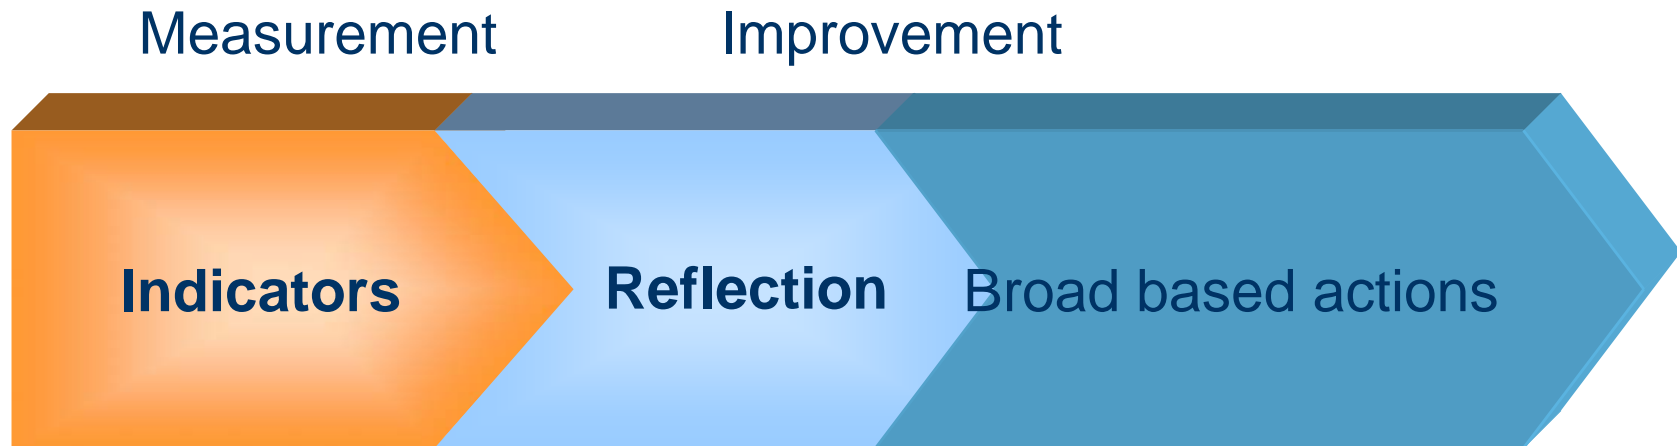 Measurement Improvement
Indicators Reflection Broad based actions